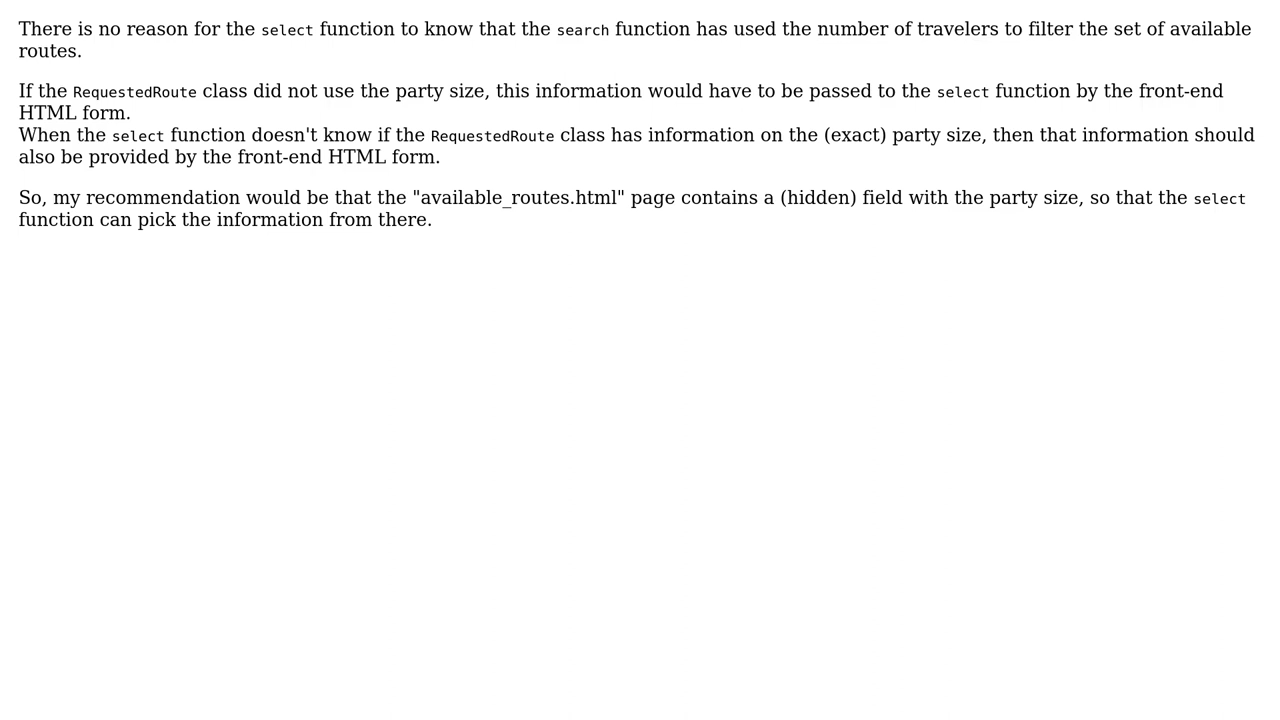 There is no reason for the select function to know that the search function has used the number of travelers to filter the set of available
routes.
If the RequestedRoute class did not use the party size, this information would have to be passed to the select function by the front-end
HTML form.
When the select function doesn't know if the RequestedRoute class has information on the (exact) party size, then that information should
also be provided by the front-end HTML form.
So, my recommendation would be that the "available_routes.html" page contains a (hidden) field with the party size, so that the select
function can pick the information from there.